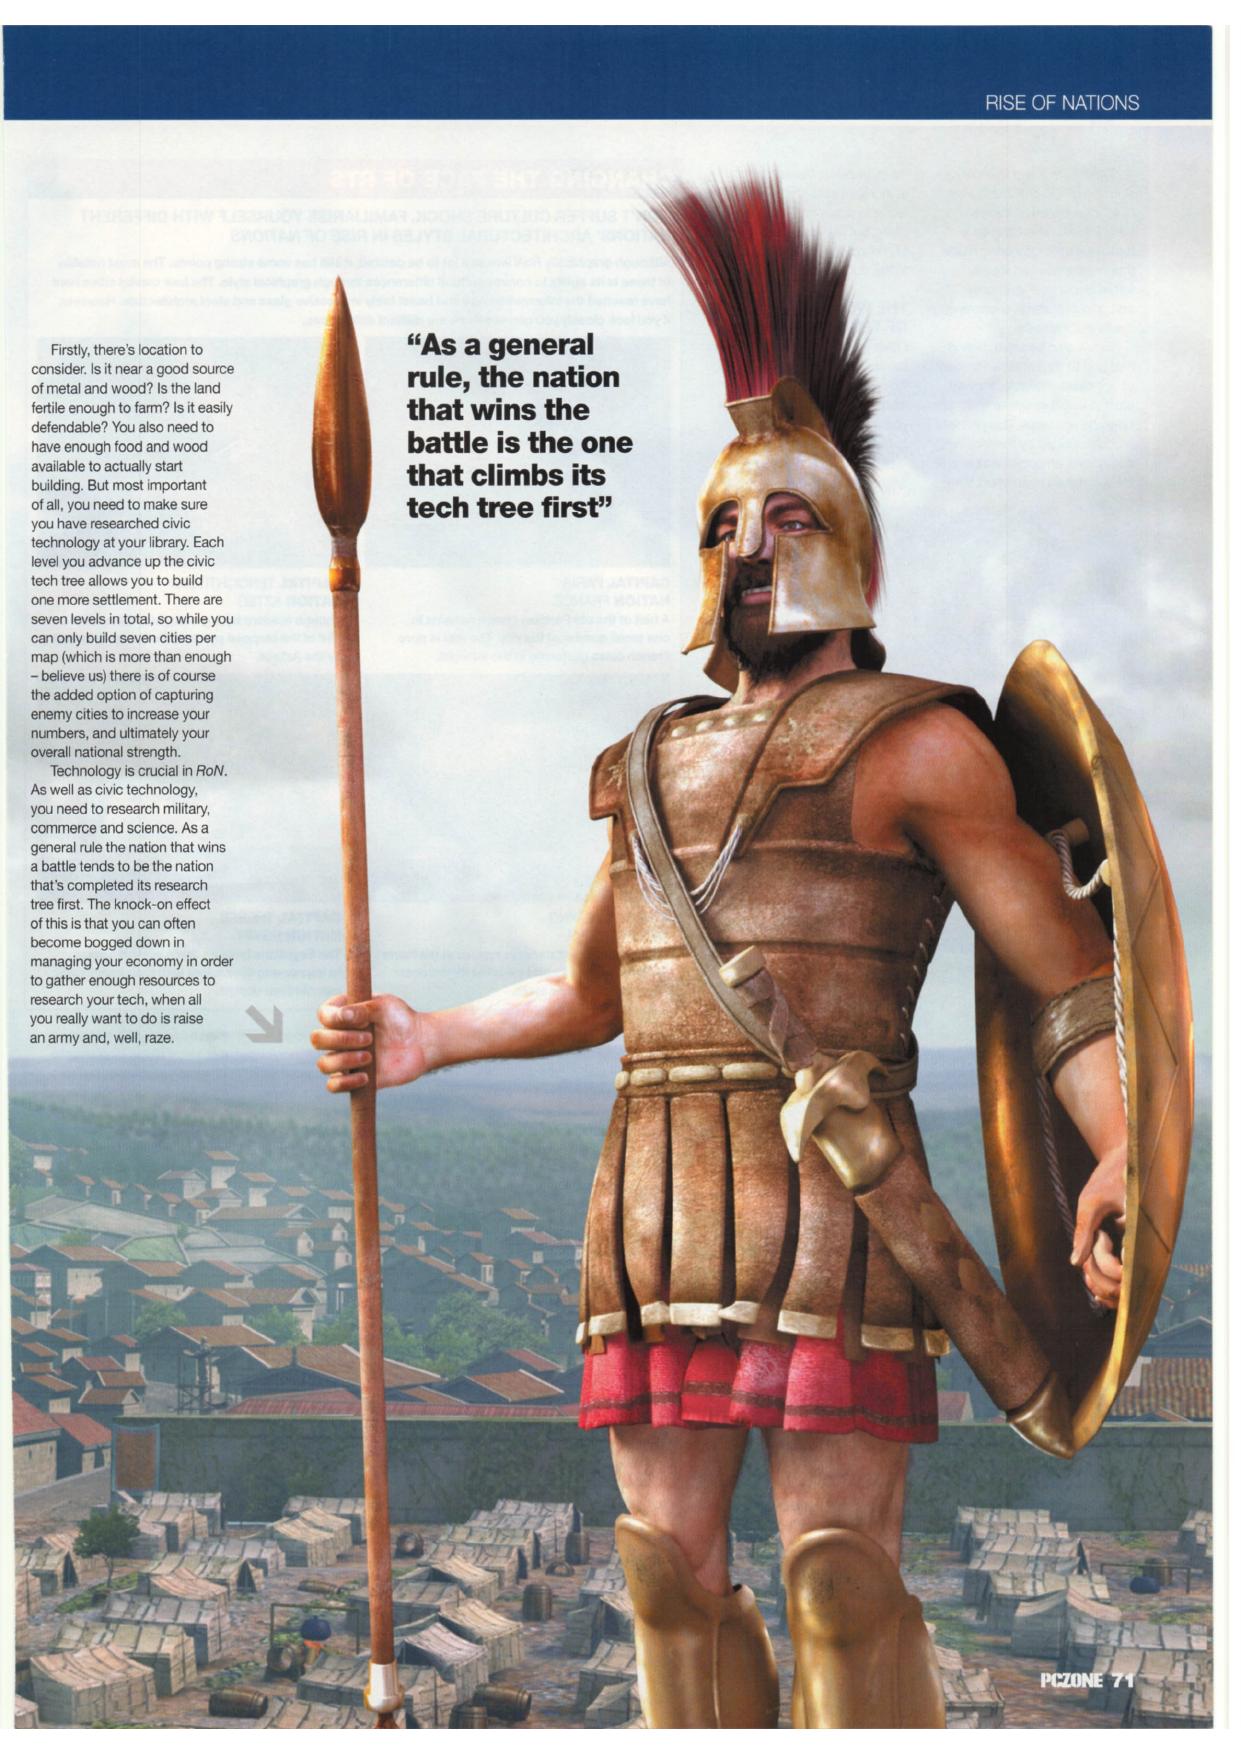 RISE OF NATIONS
Firstly, there's location to
consider. Is it near a good source
of metal and wood? Is the land
fertile enough to farm? Is it easily
defendable? You also need to
have enough food and wood
available to actually start
building. But most important
of all, you need to make sure
you have researched civic
technology at your library. Each
level you advance up the civic
tech tree allows you to build
one more settlement. There are
seven levels in total, so while you
can only build seven cities per
map (which is more than enough
– believe us) there is of course
the added option of capturing
enemy cities to increase your
numbers, and ultimately your
overall national strength.
Technology is crucial in RoN.
As well as civic technology,
you need to research military,
commerce and science. As a
general rule the nation that wins
a battle tends to be the nation
that's completed its research
tree first. The knock-on effect
of this is that you can often
become bogged down in
managing your economy in order
to gather enough resources to
research your tech, when all
you really want to do is raise
an army and, well, raze.
“As a general
rule, the nation
that wins the
battle is the one
that climbs its
tech tree first”
PCZONE 71